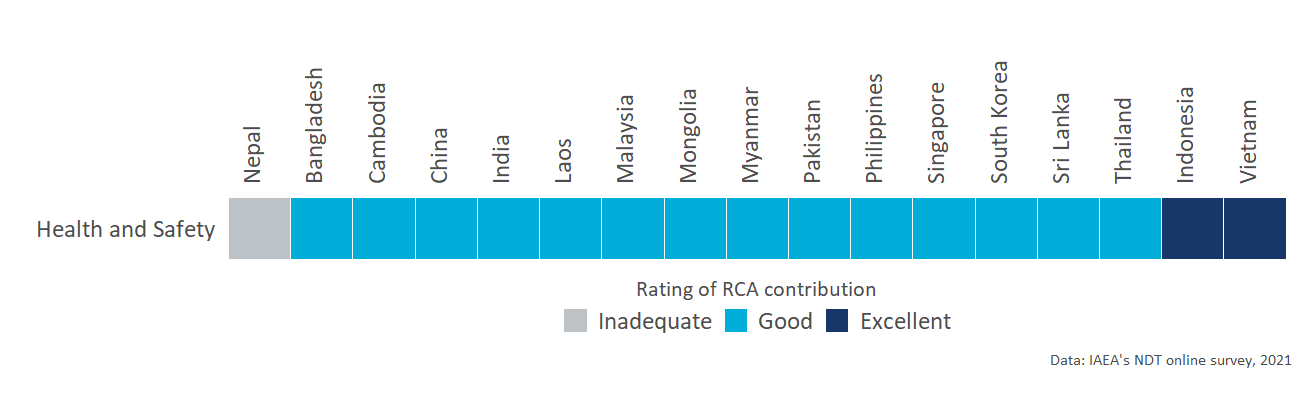 Nepal
Bangladesh
Cambodia
China
India
Laos
Malaysia
Mongolia
Myanmar
Pakistan
Philippines
Singapore
South Korea
Sri Lanka
Thailand
Indonesia
Vietnam
Health and Safety
Rating of RCA contribution
Inadequate Good Excellent
Data: IAEA's NDT online survey, 2021